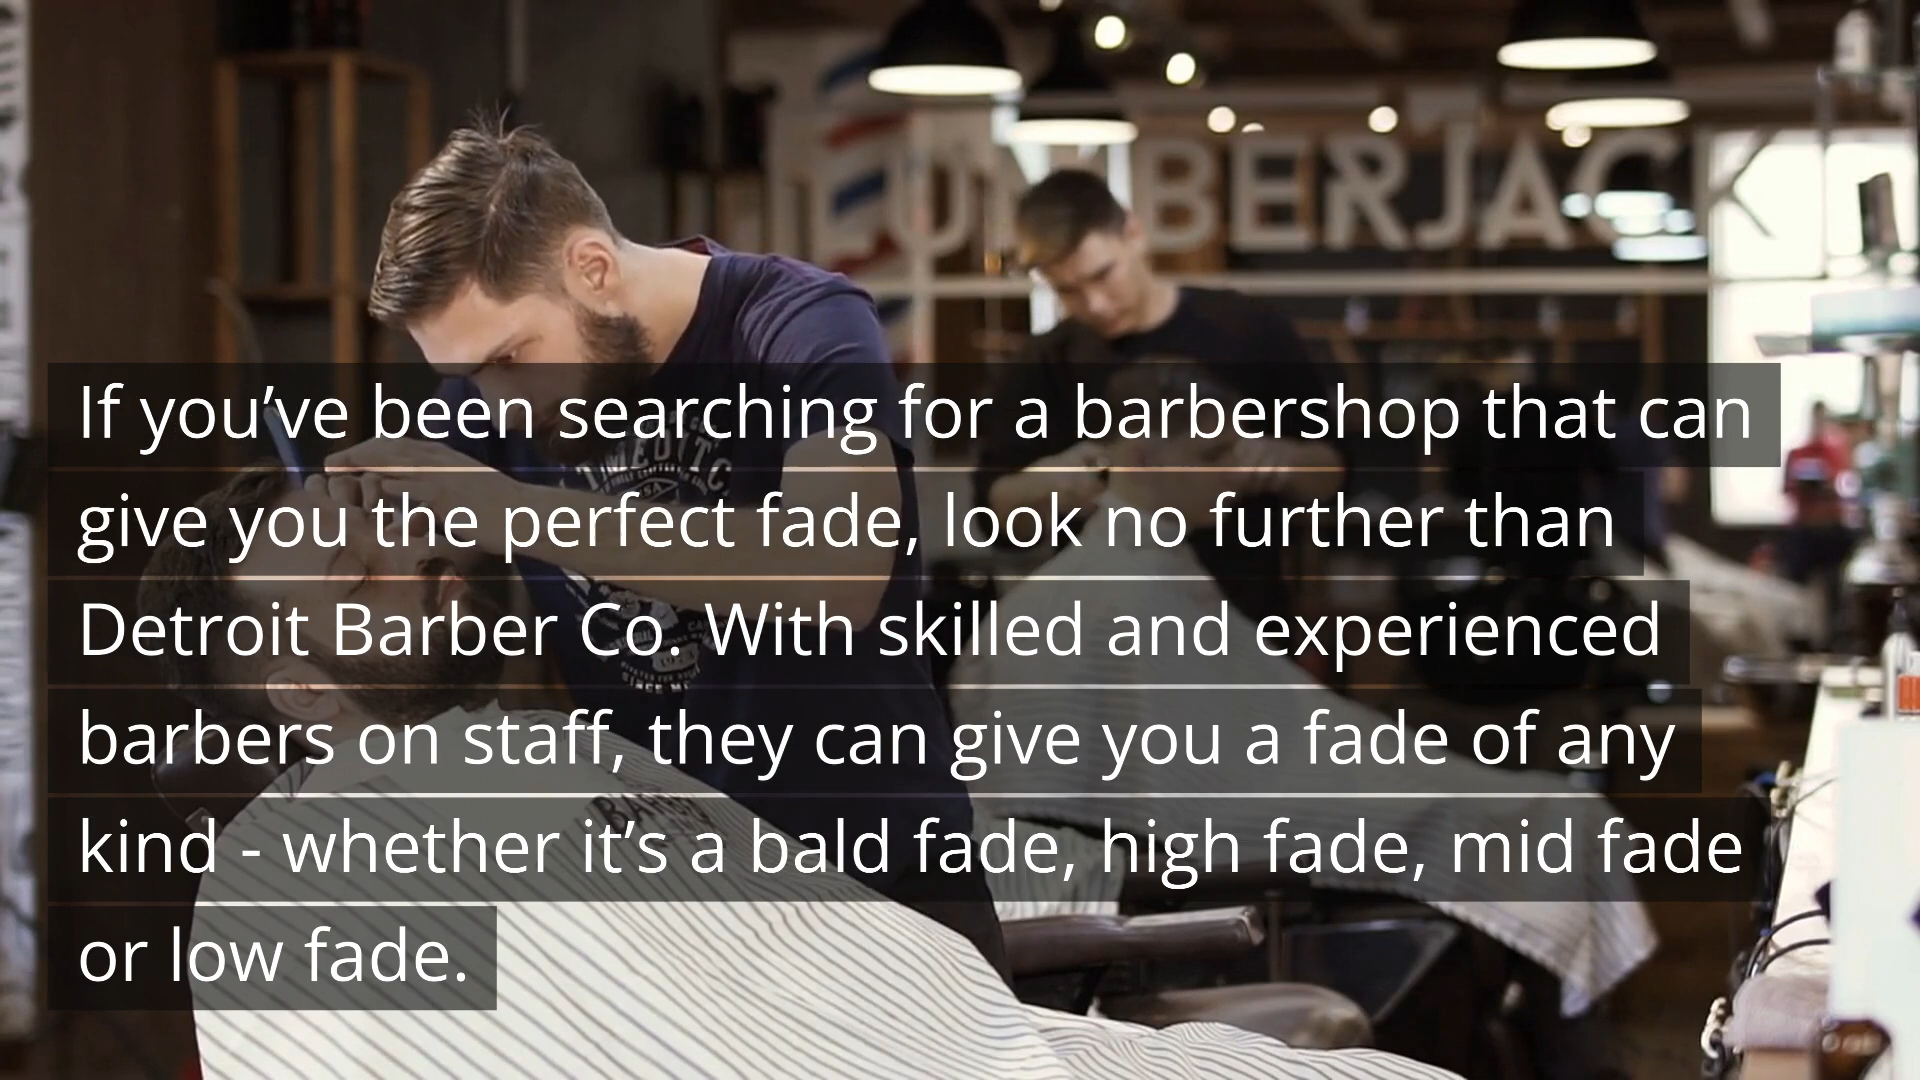 LUMBERJACK
If you’ve been searching for a barbershop that can
give you the perfect fade, look no further than
Detroit Barber Co. With skilled and experienced
barbers on staff, they can give you a fade of any
kind - whether it’s a bald fade, high fade, mid fade
or low fade.